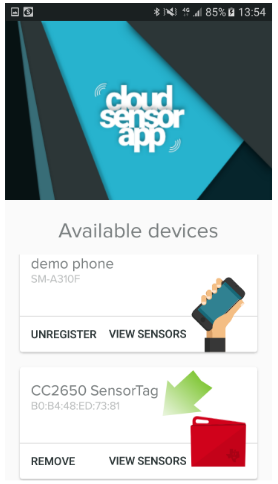 4G 85% 13:54
cloud
sensor
app
Available devices
demo phone
SM-A310F
UNREGISTER VIEW SENSORS
CC2650 SensorTag
B0:B4:48:ED:73:81
REMOVE VIEW SENSORS